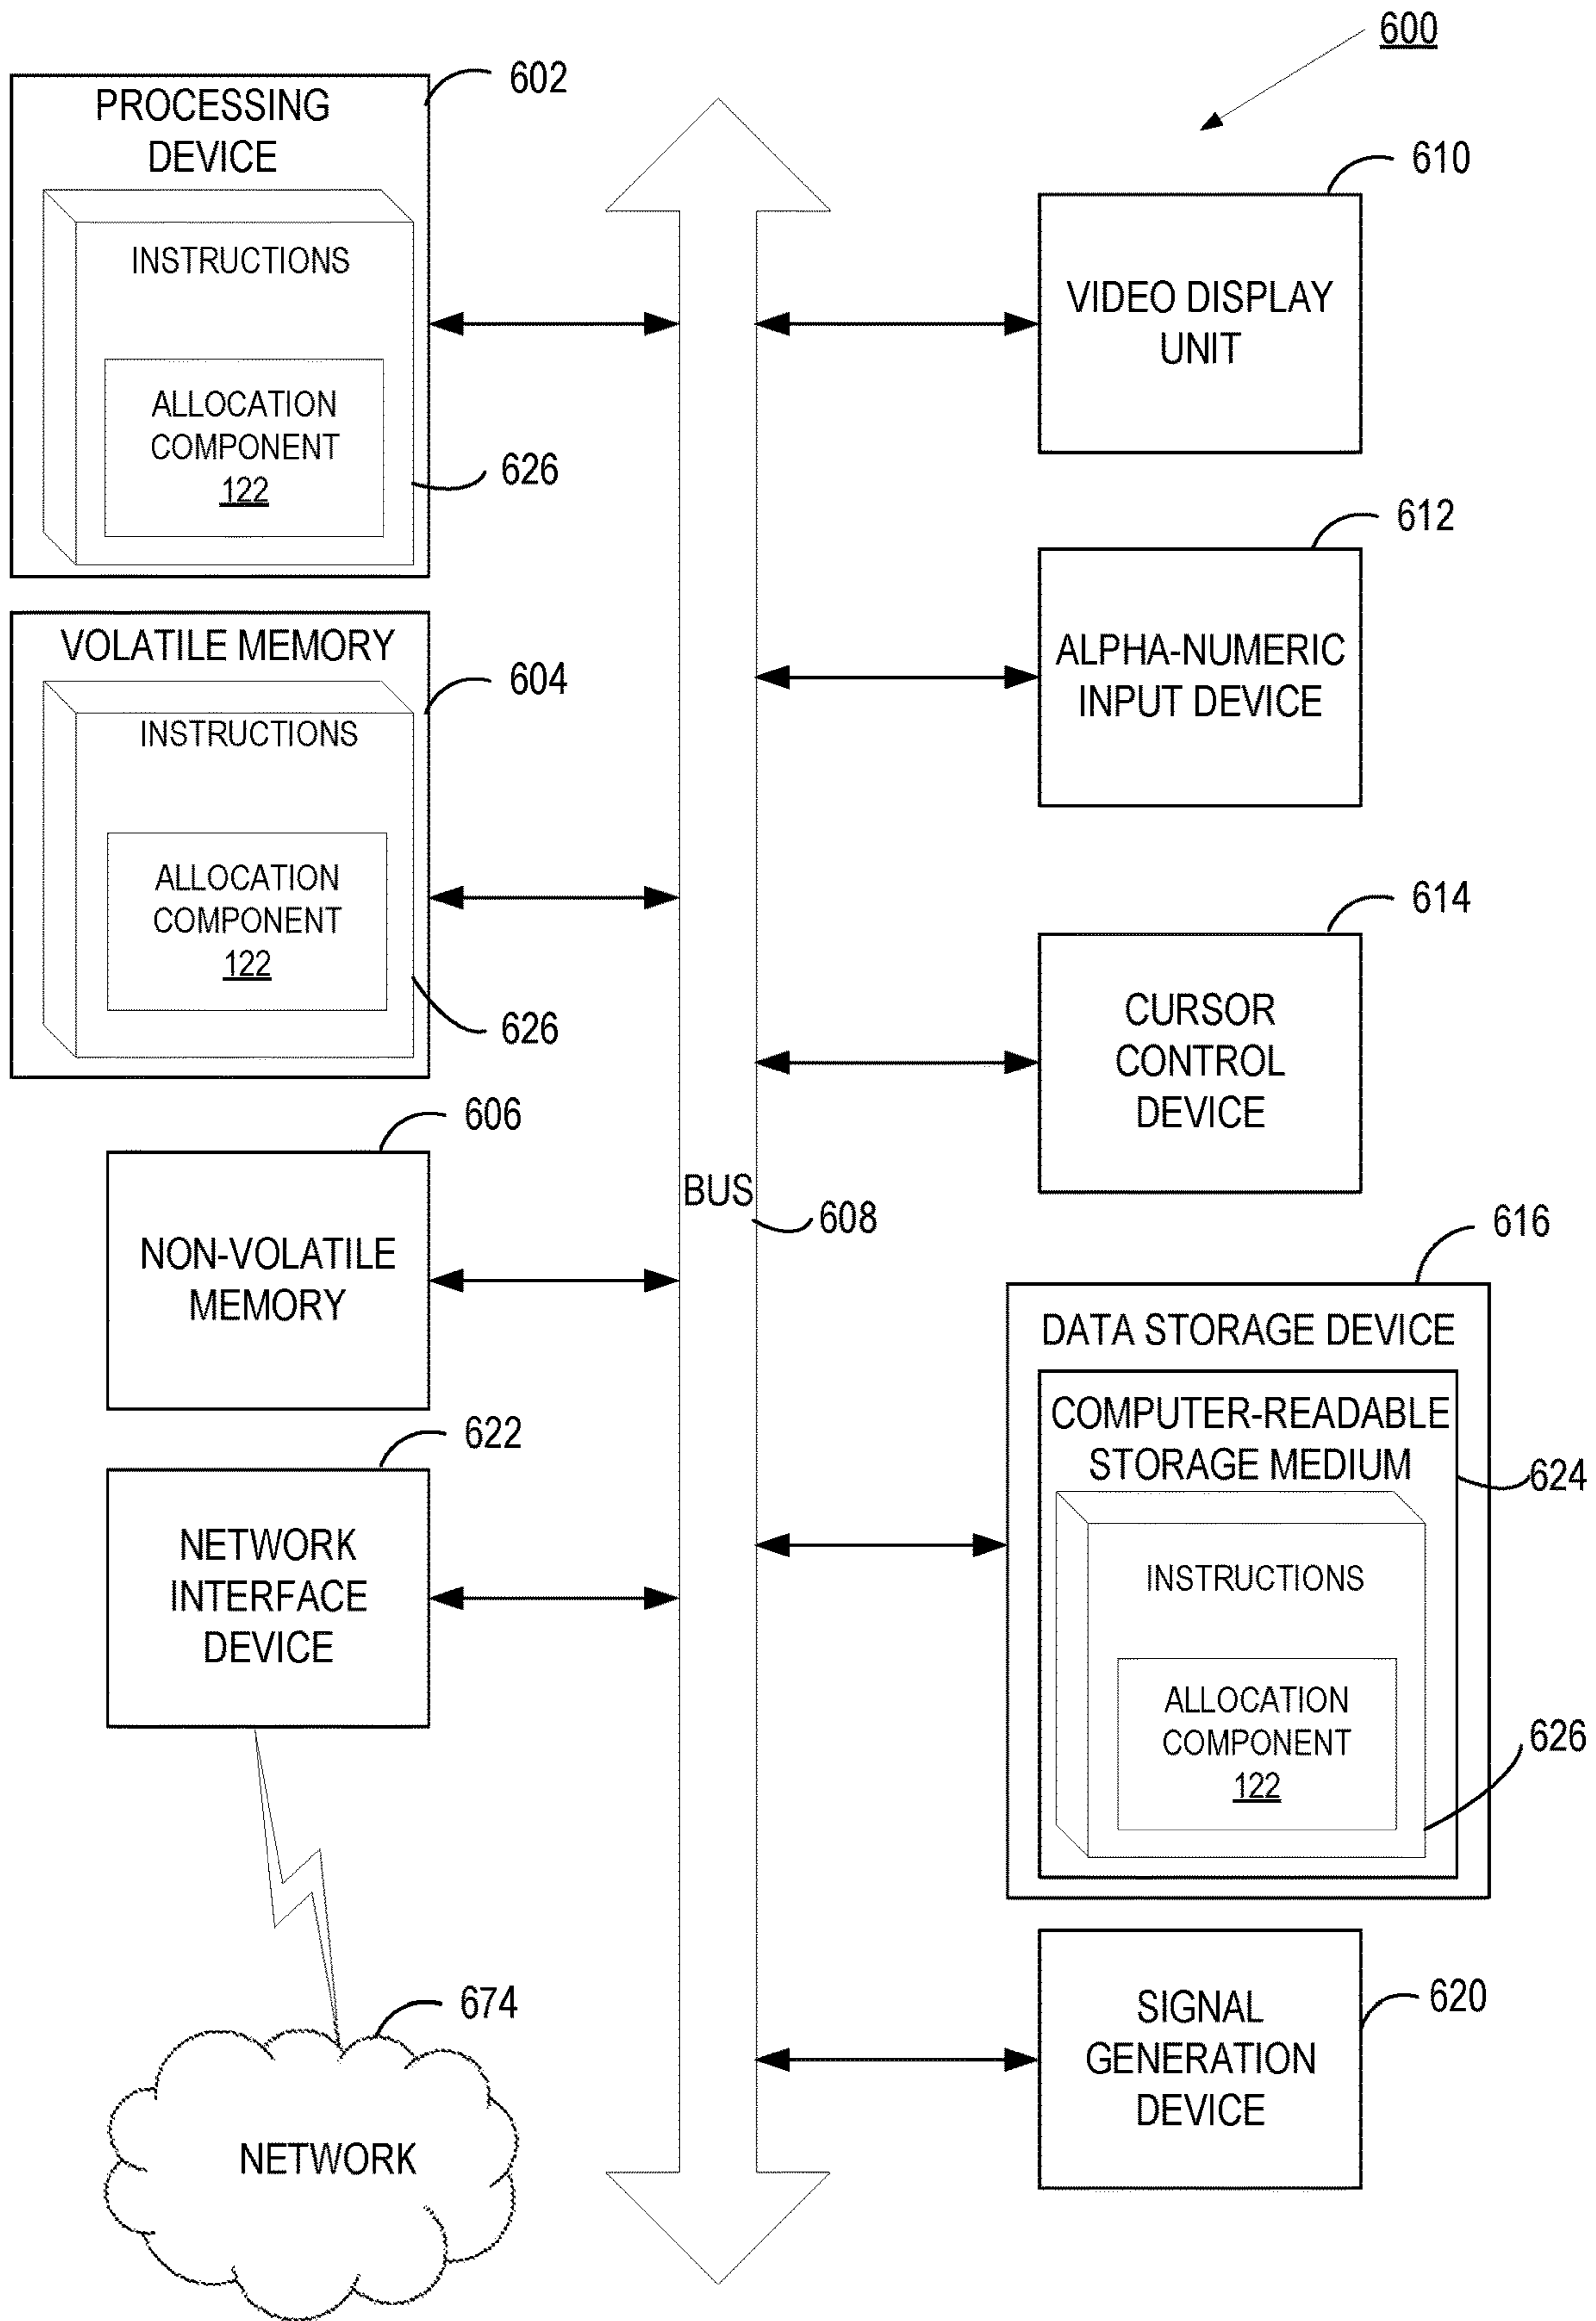 600
602
PROCESSING
DEVICE
INSTRUCTIONS
ALLOCATION
COMPONENT
122
626
VOLATILE MEMORY
604
INSTRUCTIONS
ALLOCATION
COMPONENT
122
626
606
NON-VOLATILE
MEMORY
622
NETWORK
INTERFACE
DEVICE
674
NETWORK
BUS
608
610
VIDEO DISPLAY
UNIT
612
ALPHA-NUMERIC
INPUT DEVICE
614
CURSOR
CONTROL
DEVICE
616
DATA STORAGE DEVICE
COMPUTER-READABLE
STORAGE MEDIUM
624
INSTRUCTIONS
ALLOCATION
COMPONENT
122
626
SIGNAL
GENERATION
DEVICE
620